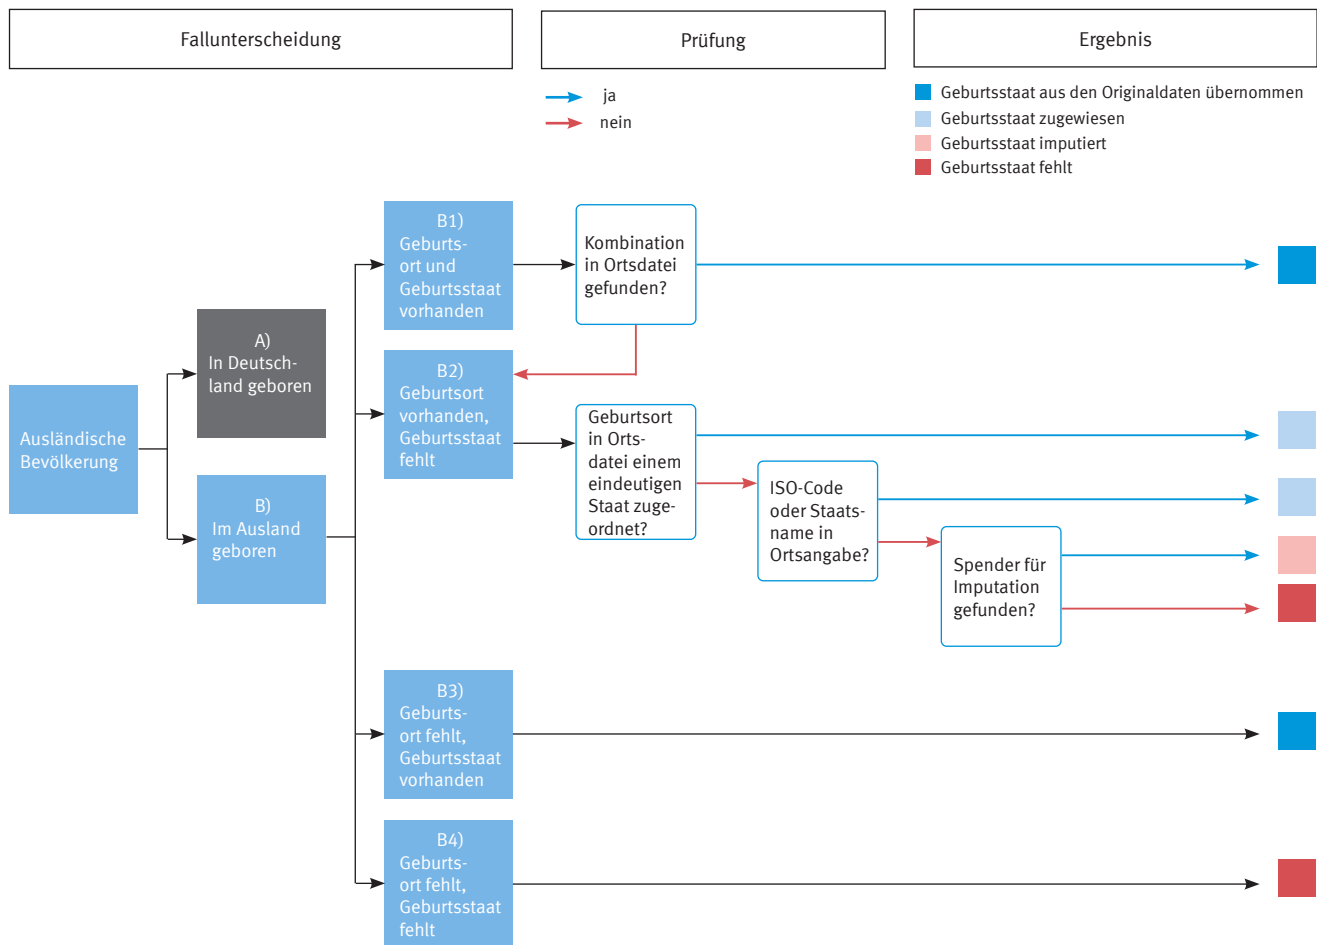 Fallunterscheidung
Prüfung
Ergebnis
ja
nein
Geburtsstaat aus den Originaldaten übernommen
Geburtsstaat zugewiesen
Geburtsstaat imputiert
Geburtsstaat fehlt
Ausländische
Bevölkerung
A)
In Deutsch-
land geboren
B)
Im Ausland
geboren
B1)
Geburts-
ort und
Geburtsstaat
vorhanden
Kombination
in Ortsdatei
gefunden?
B2)
Geburtsort
vorhanden,
Geburtsstaat
fehlt
Geburtsort
in Orts-
datei einem
eindeutigen
Staat zuge-
ordnet?
ISO-Code
oder Staats-
name in
Ortsangabe?
Spender für
Imputation
gefunden?
B3)
Geburts-
ort fehlt,
Geburtsstaat
vorhanden
B4)
Geburts-
ort fehlt,
Geburtsstaat
fehlt